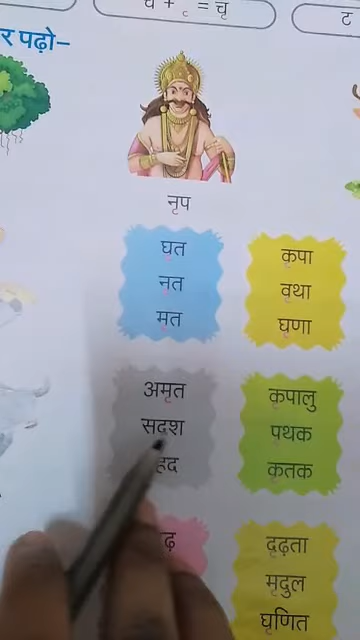 च + ृ = चृ
ट
र पढ़ो–
नृप
घृत
नृत
मृत
कृपा
वृथा
घृणा
अमृत
सदृश
हृद
कृपालु
पृथक
कृतक
दृढ़ता
मृदुल
घृणित